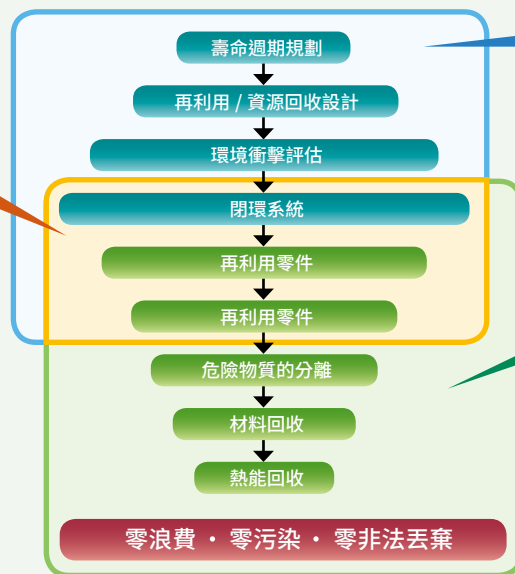 壽命週期規劃
再利用 / 資源回收設計
環境衝擊評估
閉環系統
再利用零件
再利用零件
危險物質的分離
材料回收
熱能回收
零浪費 · 零污染 · 零非法丟棄